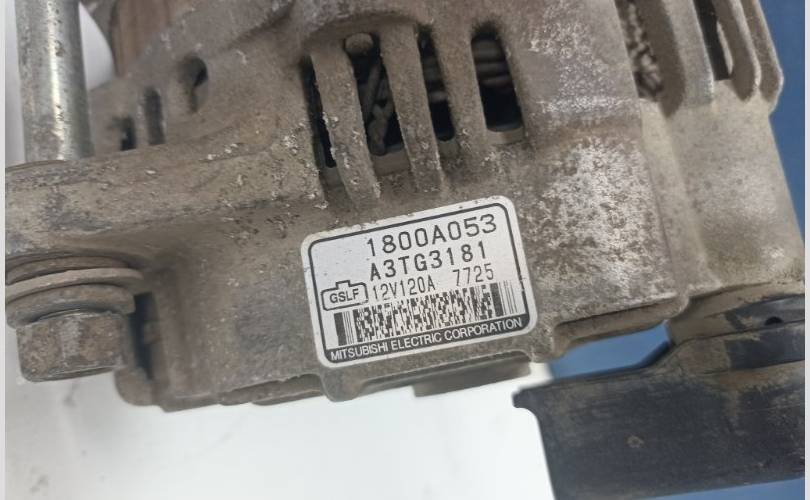 1800A053
A3TG3181
GSLF 12V120A 7725
MITSUBISHI ELECTRIC CORPORATION